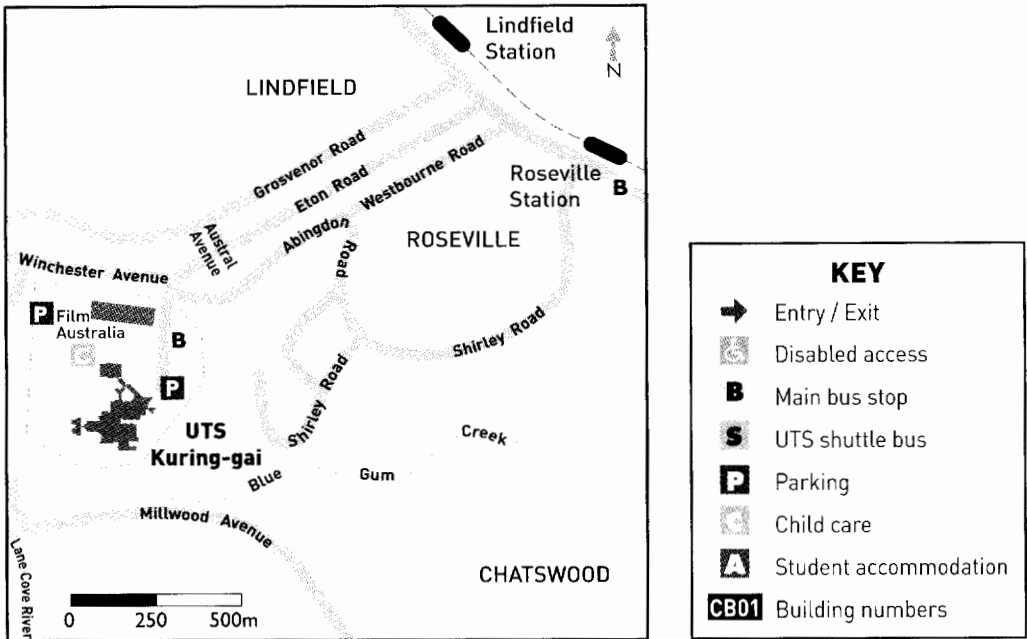 Lindfield
Station
N
LINDFIELD
Grosvenor Road
Eton Road
Abingdon Westbourne Road
Road
Roseville
Station
B
Austral
Avenue
ROSEVILLE
Winchester Avenue
P
Film
Australia
B
C
P
Shirley Road
Shirley Road
UTS
Kuring-gai
Blue
Gum
Creek
Millwood Avenue
Lane Cove River
CHATSWOOD
0 250 500m
KEY
Entry / Exit
Disabled access
B Main bus stop
S UTS shuttle bus
P Parking
C Child care
A Student accommodation
CB01 Building numbers